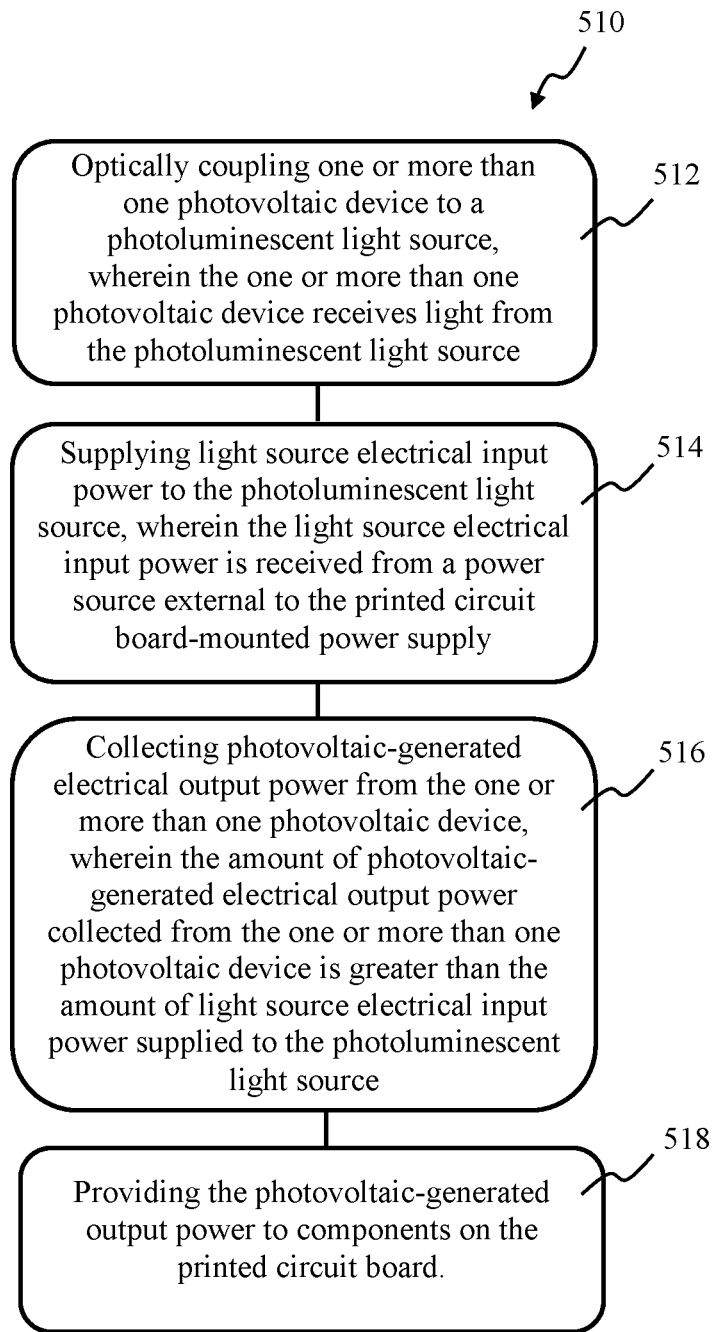 510
Optically coupling one or more than
one photovoltaic device to a
photoluminescent light source,
wherein the one or more than one
photovoltaic device receives light from
the photoluminescent light source
512
Supplying light source electrical input
power to the photoluminescent light
source, wherein the light source electrical
input power is received from a power
source external to the printed circuit
board-mounted power supply
514
Collecting photovoltaic-generated
electrical output power from the one or
more than one photovoltaic device,
wherein the amount of photovoltaic-
generated electrical output power
collected from the one or more than one
photovoltaic device is greater than the
amount of light source electrical input
power supplied to the photoluminescent
light source
516
Providing the photovoltaic-generated
output power to components on the
printed circuit board.
518